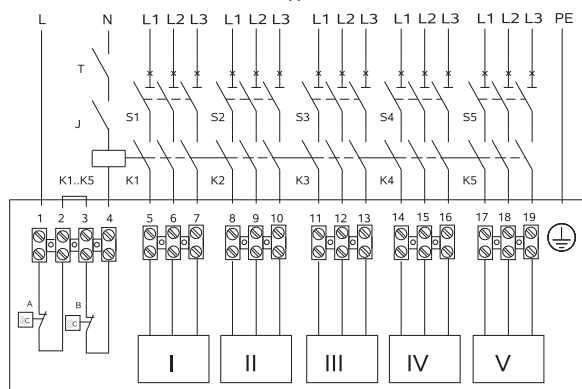 L N L1 L2 L3 L1 L2 L3 L1 L2 L3 L1 L2 L3 L1 L2 L3 PE
T
S1 S2 S3 S4 S5
J
K1..K5 K1 K2 K3 K4 K5
1 2 3 4 5 6 7 8 9 10 11 12 13 14 15 16 17 18 19
A B
C C
I II III IV V